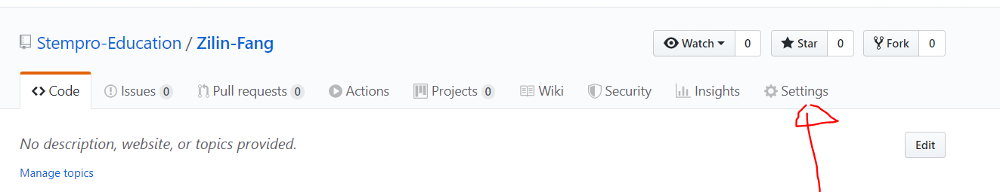 Stempro-Education / Zilin-Fang
Watch 0 Star 0 Fork 0
Code Issues 0 Pull requests 0 Actions Projects 0 Wiki Security Insights Settings
No description, website, or topics provided.
Edit
Manage topics